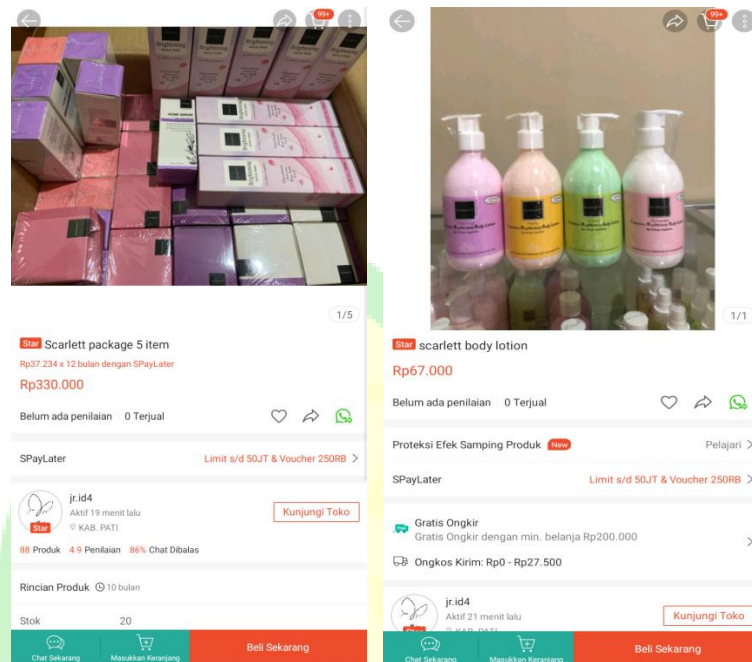 99+
Brightening
Brightening
Brightening
ACNE SERUM
1/5
Star Scarlett package 5 item
Rp37.234 x 12 bulan dengan SPayLater
Rp330.000
Belum ada penilaian 0 Terjual
SPayLater Limit s/d 50JT & Voucher 250RB
jr.id4
Aktif 19 menit lalu
KAB. PATI
Star
Kunjungi Toko
88 Produk 4.9 Penilaian 86% Chat Dibalas
Rincian Produk 10 bulan
Stok 20
Chat Sekarang
Masukkan Keranjang
Beli Sekarang
99+
1/1
Star scarlett body lotion
Rp67.000
Belum ada penilaian 0 Terjual
Proteksi Efek Samping Produk New Pelajari
SPayLater Limit s/d 50JT & Voucher 250RB
Gratis Ongkir
Gratis Ongkir dengan min. belanja Rp200.000
Ongkos Kirim: Rp0 - Rp27.500
jr.id4
Aktif 21 menit lalu
KAB. PATI
Kunjungi Toko
Chat Sekarang
Masukkan Keranjang
Beli Sekarang